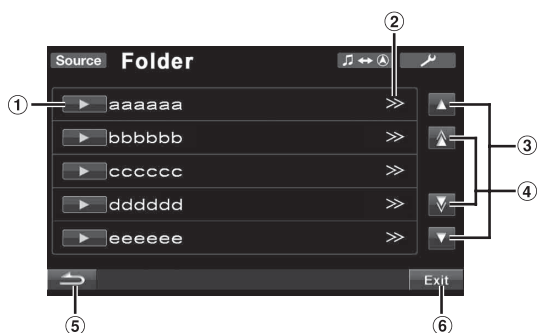 ②
Source Folder
① aaaaaa >>
bbbbbb >>
③
cccccc >>
④
dddddd >>
eeeeee >>
Exit
⑤ ⑥